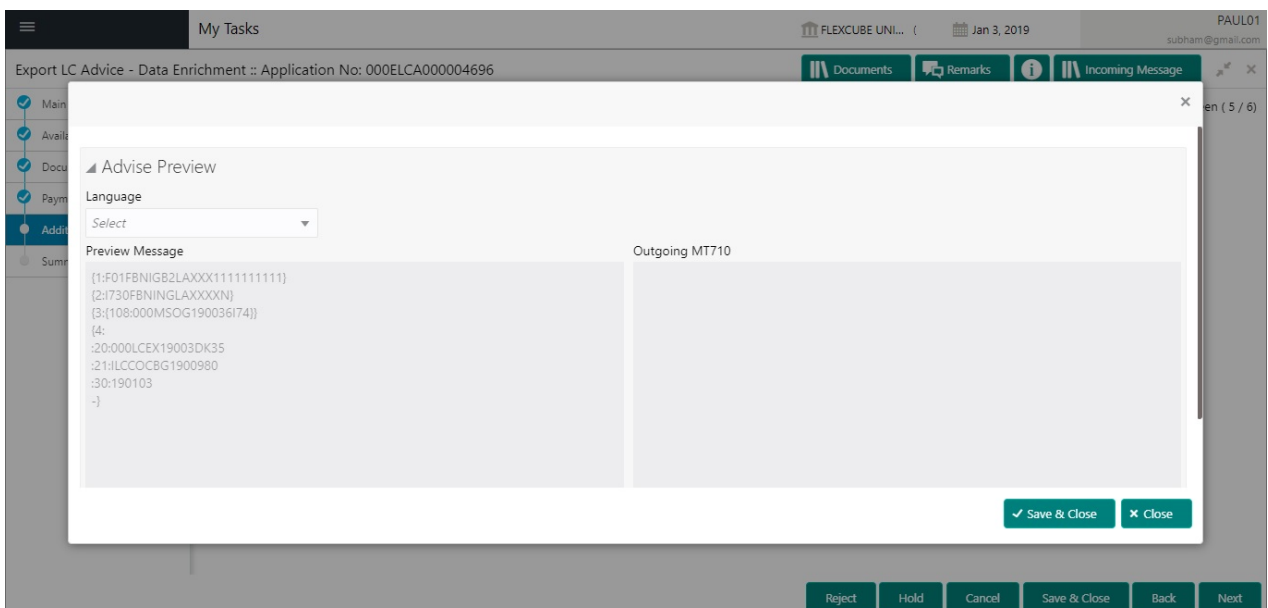 My Tasks
FLEXCUBE UNI... (
Jan 3, 2019
PAUL01
subham@gmail.com
Export LC Advice - Data Enrichment :: Application No: 000ELCA000004696
Documents
Remarks
Incoming Message
Main
een ( 5 / 6)
Availa
Docu
Paym
Addit
Summ
Advise Preview
Language
Select
Preview Message
Outgoing MT710
{1:F01FBNIGB2LAXXX1111111111}
{2:I730FBNINGLAXXXXN}
{3:{108:000MSOG190036I74}}
{4:
:20:000LCEX19003DK35
:21:ILCCOCBG1900980
:30:190103
-}
Save & Close
Close
Reject
Hold
Cancel
Save & Close
Back
Next